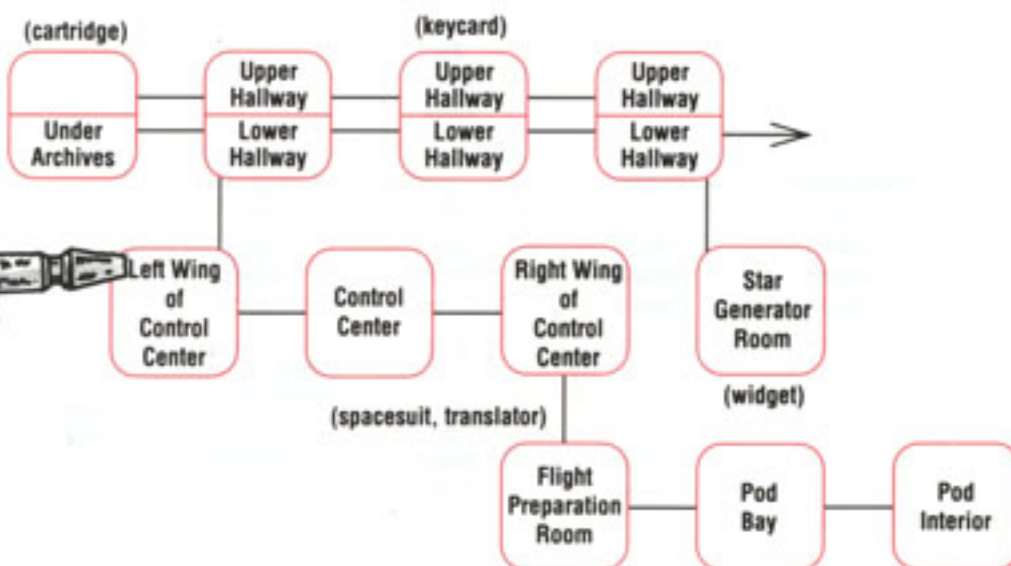 (cartridge)
(keycard)
Upper
Hallway
Upper
Hallway
Upper
Hallway
Under
Archives
Lower
Hallway
Lower
Hallway
Lower
Hallway
Left Wing
of
Control
Center
Control
Center
Right Wing
of
Control
Center
Star
Generator
Room
(widget)
(spacesuit, translator)
Flight
Preparation
Room
Pod
Bay
Pod
Interior